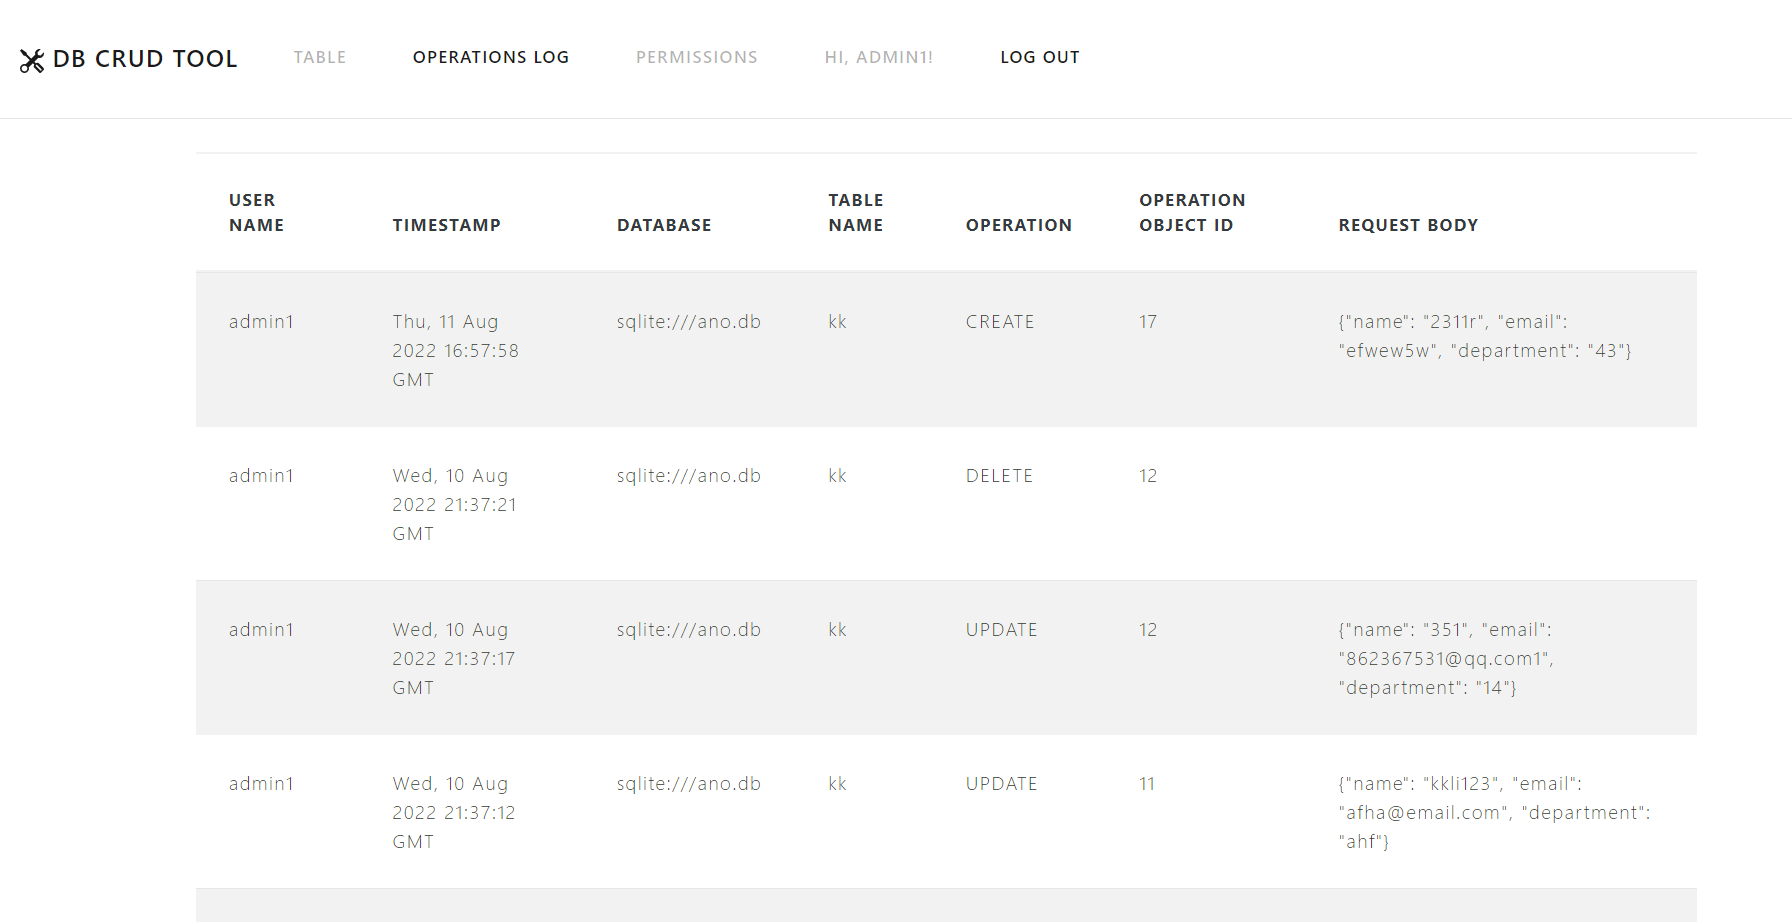 DB CRUD TOOL TABLE OPERATIONS LOG PERMISSIONS HI, ADMIN1! LOG OUT
USER NAME TIMESTAMP DATABASE TABLE NAME OPERATION OPERATION OBJECT ID REQUEST BODY
admin1 Thu, 11 Aug sqlite:///ano.db kk CREATE 17 {"name": "2311r", "email":
2022 16:57:58 "efwew5w", "department": "43"}
GMT
admin1 Wed, 10 Aug sqlite:///ano.db kk DELETE 12
2022 21:37:21
GMT
admin1 Wed, 10 Aug sqlite:///ano.db kk UPDATE 12 {"name": "351", "email":
2022 21:37:17 "862367531@qq.com1",
GMT "department": "14"}
admin1 Wed, 10 Aug sqlite:///ano.db kk UPDATE 11 {"name": "kkli123", "email":
2022 21:37:12 "afha@email.com", "department":
GMT "ahf"}